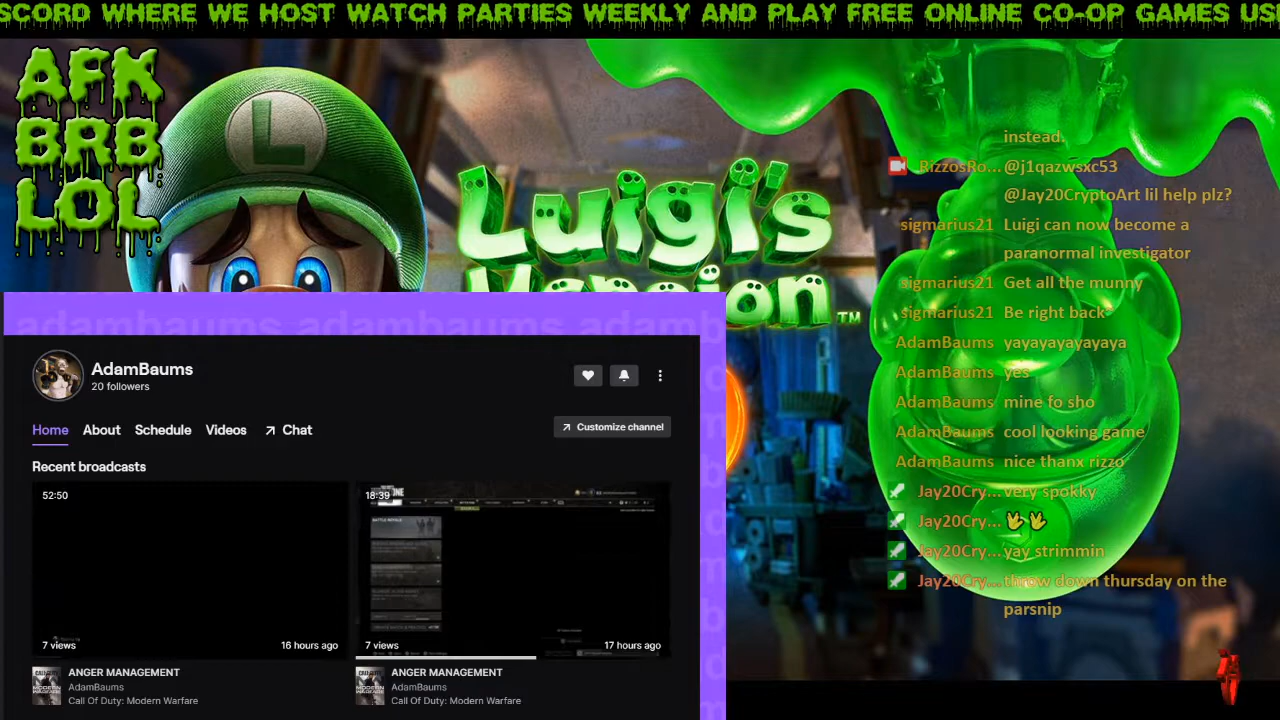 SCORD WHERE WE HOST WATCH PARTIES WEEKLY AND PLAY FREE ONLINE CO-OP GAMES USI
AFK
BRB
LOL
L
Luigi's
Mansion™
instead.
RizzosRo... @j1qazwsxc53
@Jay20CryptoArt lil help plz?
sigmarius21 Luigi can now become a
paranormal investigator
sigmarius21 Get all the munny
sigmarius21 Be right back
AdamBaums yayayayayayaya
AdamBaums yes
AdamBaums mine fo sho
AdamBaums cool looking game
AdamBaums nice thanx rizzo
Jay20Cry... very spokky
Jay20Cry...
Jay20Cry... yay strimmin
Jay20Cry... throw down thursday on the
parsnip
adambaums adambaums adamb
AdamBaums
20 followers
Home About Schedule Videos Chat
Customize channel
Recent broadcasts
52:50
7 views 16 hours ago
ANGER MANAGEMENT
AdamBaums
Call Of Duty: Modern Warfare
18:39
7 views 17 hours ago
ANGER MANAGEMENT
AdamBaums
Call Of Duty: Modern Warfare